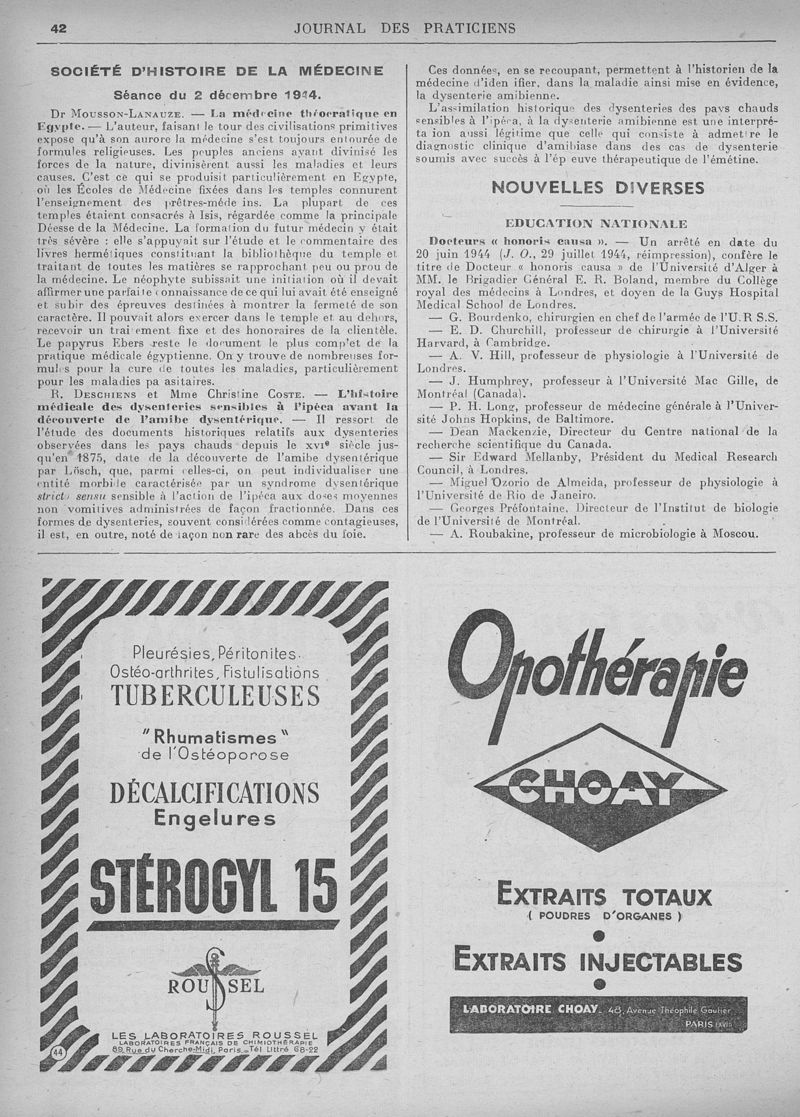 42
JOURNAL DES PRATICIENS
SOCIÉTÉ D'HISTOIRE DE LA MÉDECINE
Séance du 2 décembre 1944.
Dr MOUSSON-LANAUZE. — La médecine théocratique en
Egypte. — L'auteur, faisant le tour des civilisations primitives
expose qu'à son aurore la médecine s'est toujours entourée de
formules religieuses. Les peuples anciens ayant divinisé les
forces de la nature, divinisèrent aussi les maladies et leurs
causes. C'est ce qui se produisit particulièrement en Egypte,
où les Écoles de Médecine fixées dans les temples connurent
l'enseignement des prêtres-méde ins. La plupart de ces
temples étaient consacrés à Isis, régardée comme la principale
Déesse de la Médecine. La formation du futur médecin y était
très sévère : elle s'appuyait sur l'étude et le commentaire des
livres hermétiques constituant la bibliothèque du temple et
traitant de toutes les matières se rapprochant peu ou prou de
la médecine. Le néophyte subissait une initiation où il devait
affirmer une parfaite connaissance de ce qui lui avait été enseigné
et subir des épreuves destinées à montrer la fermeté de son
caractère. Il pouvait alors exercer dans le temple et au dehors,
recevoir un trai ement fixe et des honoraires de la clientèle.
Le papyrus Ebers reste le document le plus comp'et de la
pratique médicale égyptienne. On y trouve de nombreuses for-
mules pour la cure de toutes les maladies, particulièrement
pour les maladies pa asitaires.
R. DESCHIENS et Mme Christine COSTE. — L'histoire
médicale des dysenteries sensibles à l'ipéca avant la
découverte de l'amibe dysentérique. — Il ressort de
l'étude des documents historiques relatifs aux dysenteries
observées dans les pays chauds depuis le XVIe siècle jus-
qu'en 1875, date de la découverte de l'amibe dysentérique
par Lösch, que, parmi celles-ci, on peut individualiser une
entité morbide caractérisée par un syndrome dysentérique
stricto sensu sensible à l'action de l'ipéca aux doses moyennes
non vomitives administrées de façon fractionnée. Dans ces
formes de dysenteries, souvent considérées comme contagieuses,
il est, en outre, noté de façon non rare des abcès du foie.
Ces données, en se recoupant, permettent à l'historien de la
médecine d'iden ifier, dans la maladie ainsi mise en évidence,
la dysenterie amibienne.
L'assimilation historique des dysenteries des pays chauds
sensibles à l'ipéca, à la dysenterie amibienne est une interpré-
ta ion aussi légitime que celle qui consiste à admettre le
diagnostic clinique d'amibiase dans des cas de dysenterie
soumis avec succès à l'ép euve thérapeutique de l'émétine.
NOUVELLES DIVERSES
EDUCATION NATIONALE
Docteurs « honoris causa ». — Un arrêté en date du
20 juin 1944 (J. O., 29 juillet 1944, réimpression), confère le
titre de Docteur « honoris causa » de l'Université d'Alger à
MM. le Brigadier Général E. R. Boland, membre du Collège
royal des médecins à Londres, et doyen de la Guys Hospital
Medical School de Londres.
— G. Bourdenko, chirurgien en chef de l'armée de l'U.R S.S.
— E. D. Churchill, professeur de chirurgie à l'Université
Harvard, à Cambridge.
— A. V. Hill, professeur de physiologie à l'Université de
Londres.
— J. Humphrey, professeur à l'Université Mac Gille, de
Montréal (Canada).
— P. H. Long, professeur de médecine générale à l'Univer-
sité Johns Hopkins, de Baltimore.
— Dean Mackenzie, Directeur du Centre national de la
recherche scientifique du Canada.
— Sir Edward Mellanby, Président du Medical Research
Council, à Londres.
— Miguel Ozorio de Almeida, professeur de physiologie à
l'Université de Rio de Janeiro.
— Georges Préfontaine, Directeur de l'Institut de biologie
de l'Université de Montréal.
— A. Roubakine, professeur de microbiologie à Moscou.
Pleurésies, Péritonites.
Ostéo-arthrites, Fistulisations
TUBERCULEUSES
"Rhumatismes"
de l'Ostéoporose
DÉCALCIFICATIONS
Engelures
STÉROGYL 15
ROUSSEL
LES LABORATOIRES ROUSSEL
LABORATOIRES FRANÇAIS DE CHIMIOTHÉRAPIE
89, Rue du Cherche-Midi, Paris_Tél Littré 68-22
44
Opothérapie
CHOAY
EXTRAITS TOTAUX
( POUDRES D'ORGANES )
EXTRAITS INJECTABLES
LABORATOIRE CHOAY_ 48, Avenue Théophile Gautier
PARIS (XVI)